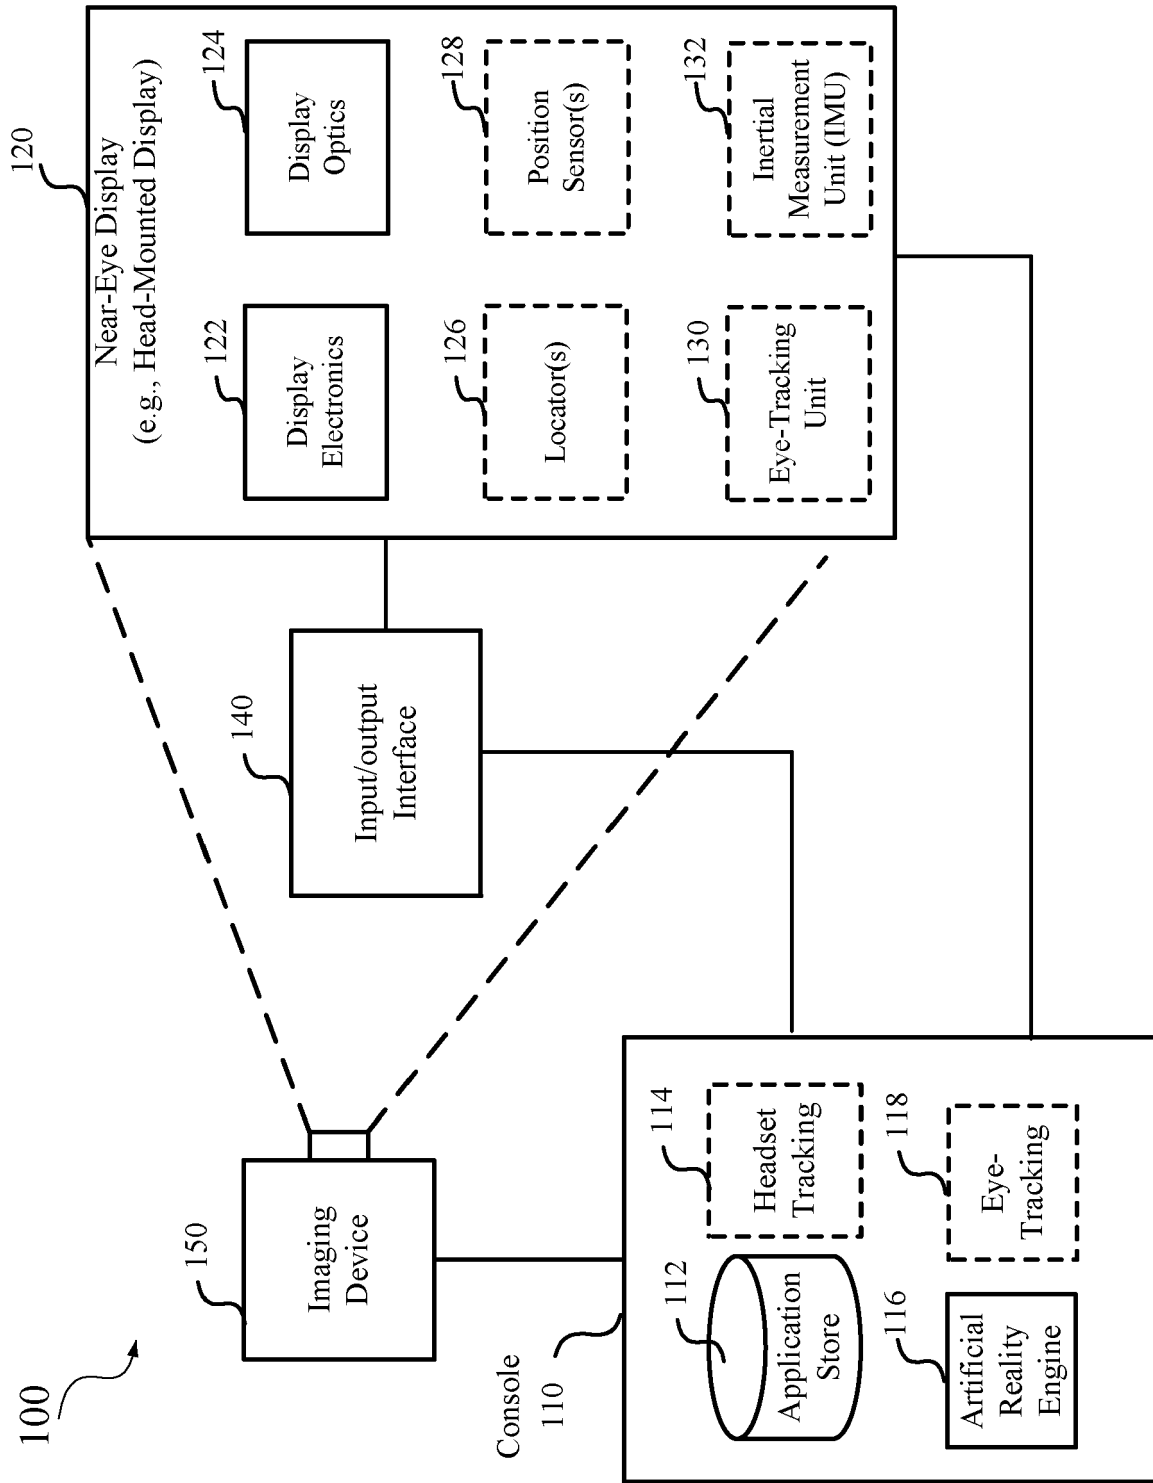 100
150
Imaging
Device
140
Input/output
Interface
120
Near-Eye Display
(e.g., Head-Mounted Display)
122
Display
Electronics
124
Display
Optics
126
Locator(s)
128
Position
Sensor(s)
130
Eye-Tracking
Unit
132
Inertial
Measurement
Unit (IMU)
Console
110
112
Application
Store
114
Headset
Tracking
116
Artificial
Reality
Engine
118
Eye-
Tracking